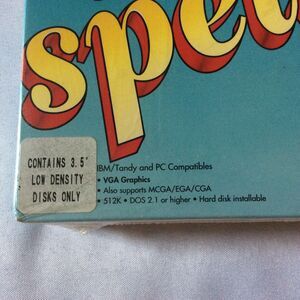 spel
CONTAINS 3.5"
LOW DENSITY
DISKS ONLY
IBM/Tandy and PC Compatibles
• VGA Graphics
• Also supports MCGA/EGA/CGA
• 512K • DOS 2.1 or higher • Hard disk installable